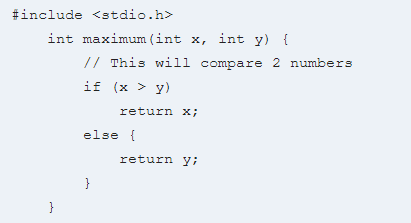 #include <stdio.h>
    int maximum(int x, int y) {
        // This will compare 2 numbers
        if (x > y)
            return x;
        else {
            return y;
        }
    }